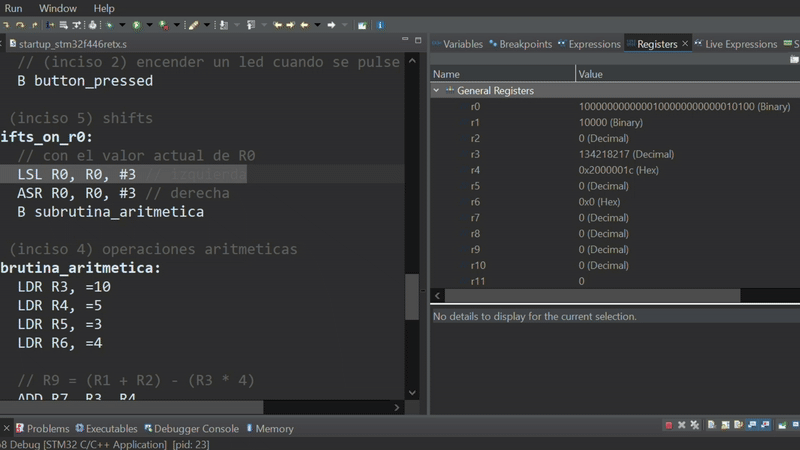 Run Window Help
startup_stm32f446retx.s
// (inciso 2) encender un led cuando se pulse
B button_pressed
(inciso 5) shifts
ifts_on_r0:
// con el valor actual de R0
LSL R0, R0, #3 // izquierda
ASR R0, R0, #3 // derecha
B subrutina_aritmetica
(inciso 4) operaciones aritmeticas
brutina_aritmetica:
LDR R3, =10
LDR R4, =5
LDR R5, =3
LDR R6, =4
// R9 = (R1 + R2) - (R3 * 4)
ADD R7, R3, R4
Variables Breakpoints Expressions Registers Live Expressions S
Name Value
General Registers
r0 10000000000001000000000000010100 (Binary)
r1 10000 (Binary)
r2 0 (Decimal)
r3 134218217 (Decimal)
r4 0x2000001c (Hex)
r5 0 (Decimal)
r6 0x0 (Hex)
r7 0 (Decimal)
r8 0 (Decimal)
r9 0 (Decimal)
r10 0 (Decimal)
r11 0
No details to display for the current selection.
Problems Executables Debugger Console Memory
b8 Debug [STM32 C/C++ Application] [pid: 23]